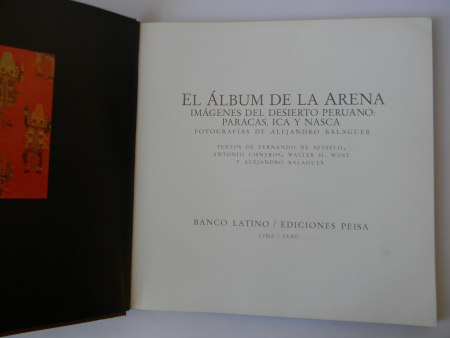 EL ÁLBUM DE LA ARENA
IMÁGENES DEL DESIERTO PERUANO:
PARACAS, ICA Y NASCA
FOTOGRAFÍAS DE ALEJANDRO BALAGUER
TEXTOS DE FERNANDO DE SZYSZLO,
ANTONIO CISNEROS, WALTER H. WUST
Y ALEJANDRO BALAGUER
BANCO LATINO / EDICIONES PEISA
LIMA / PERÚ